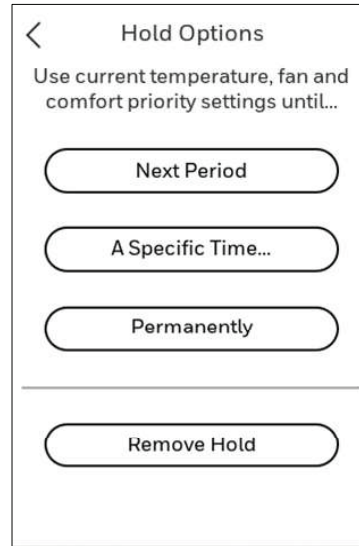 Hold Options
Use current temperature, fan and
comfort priority settings until...
Next Period
A Specific Time...
Permanently
Remove Hold